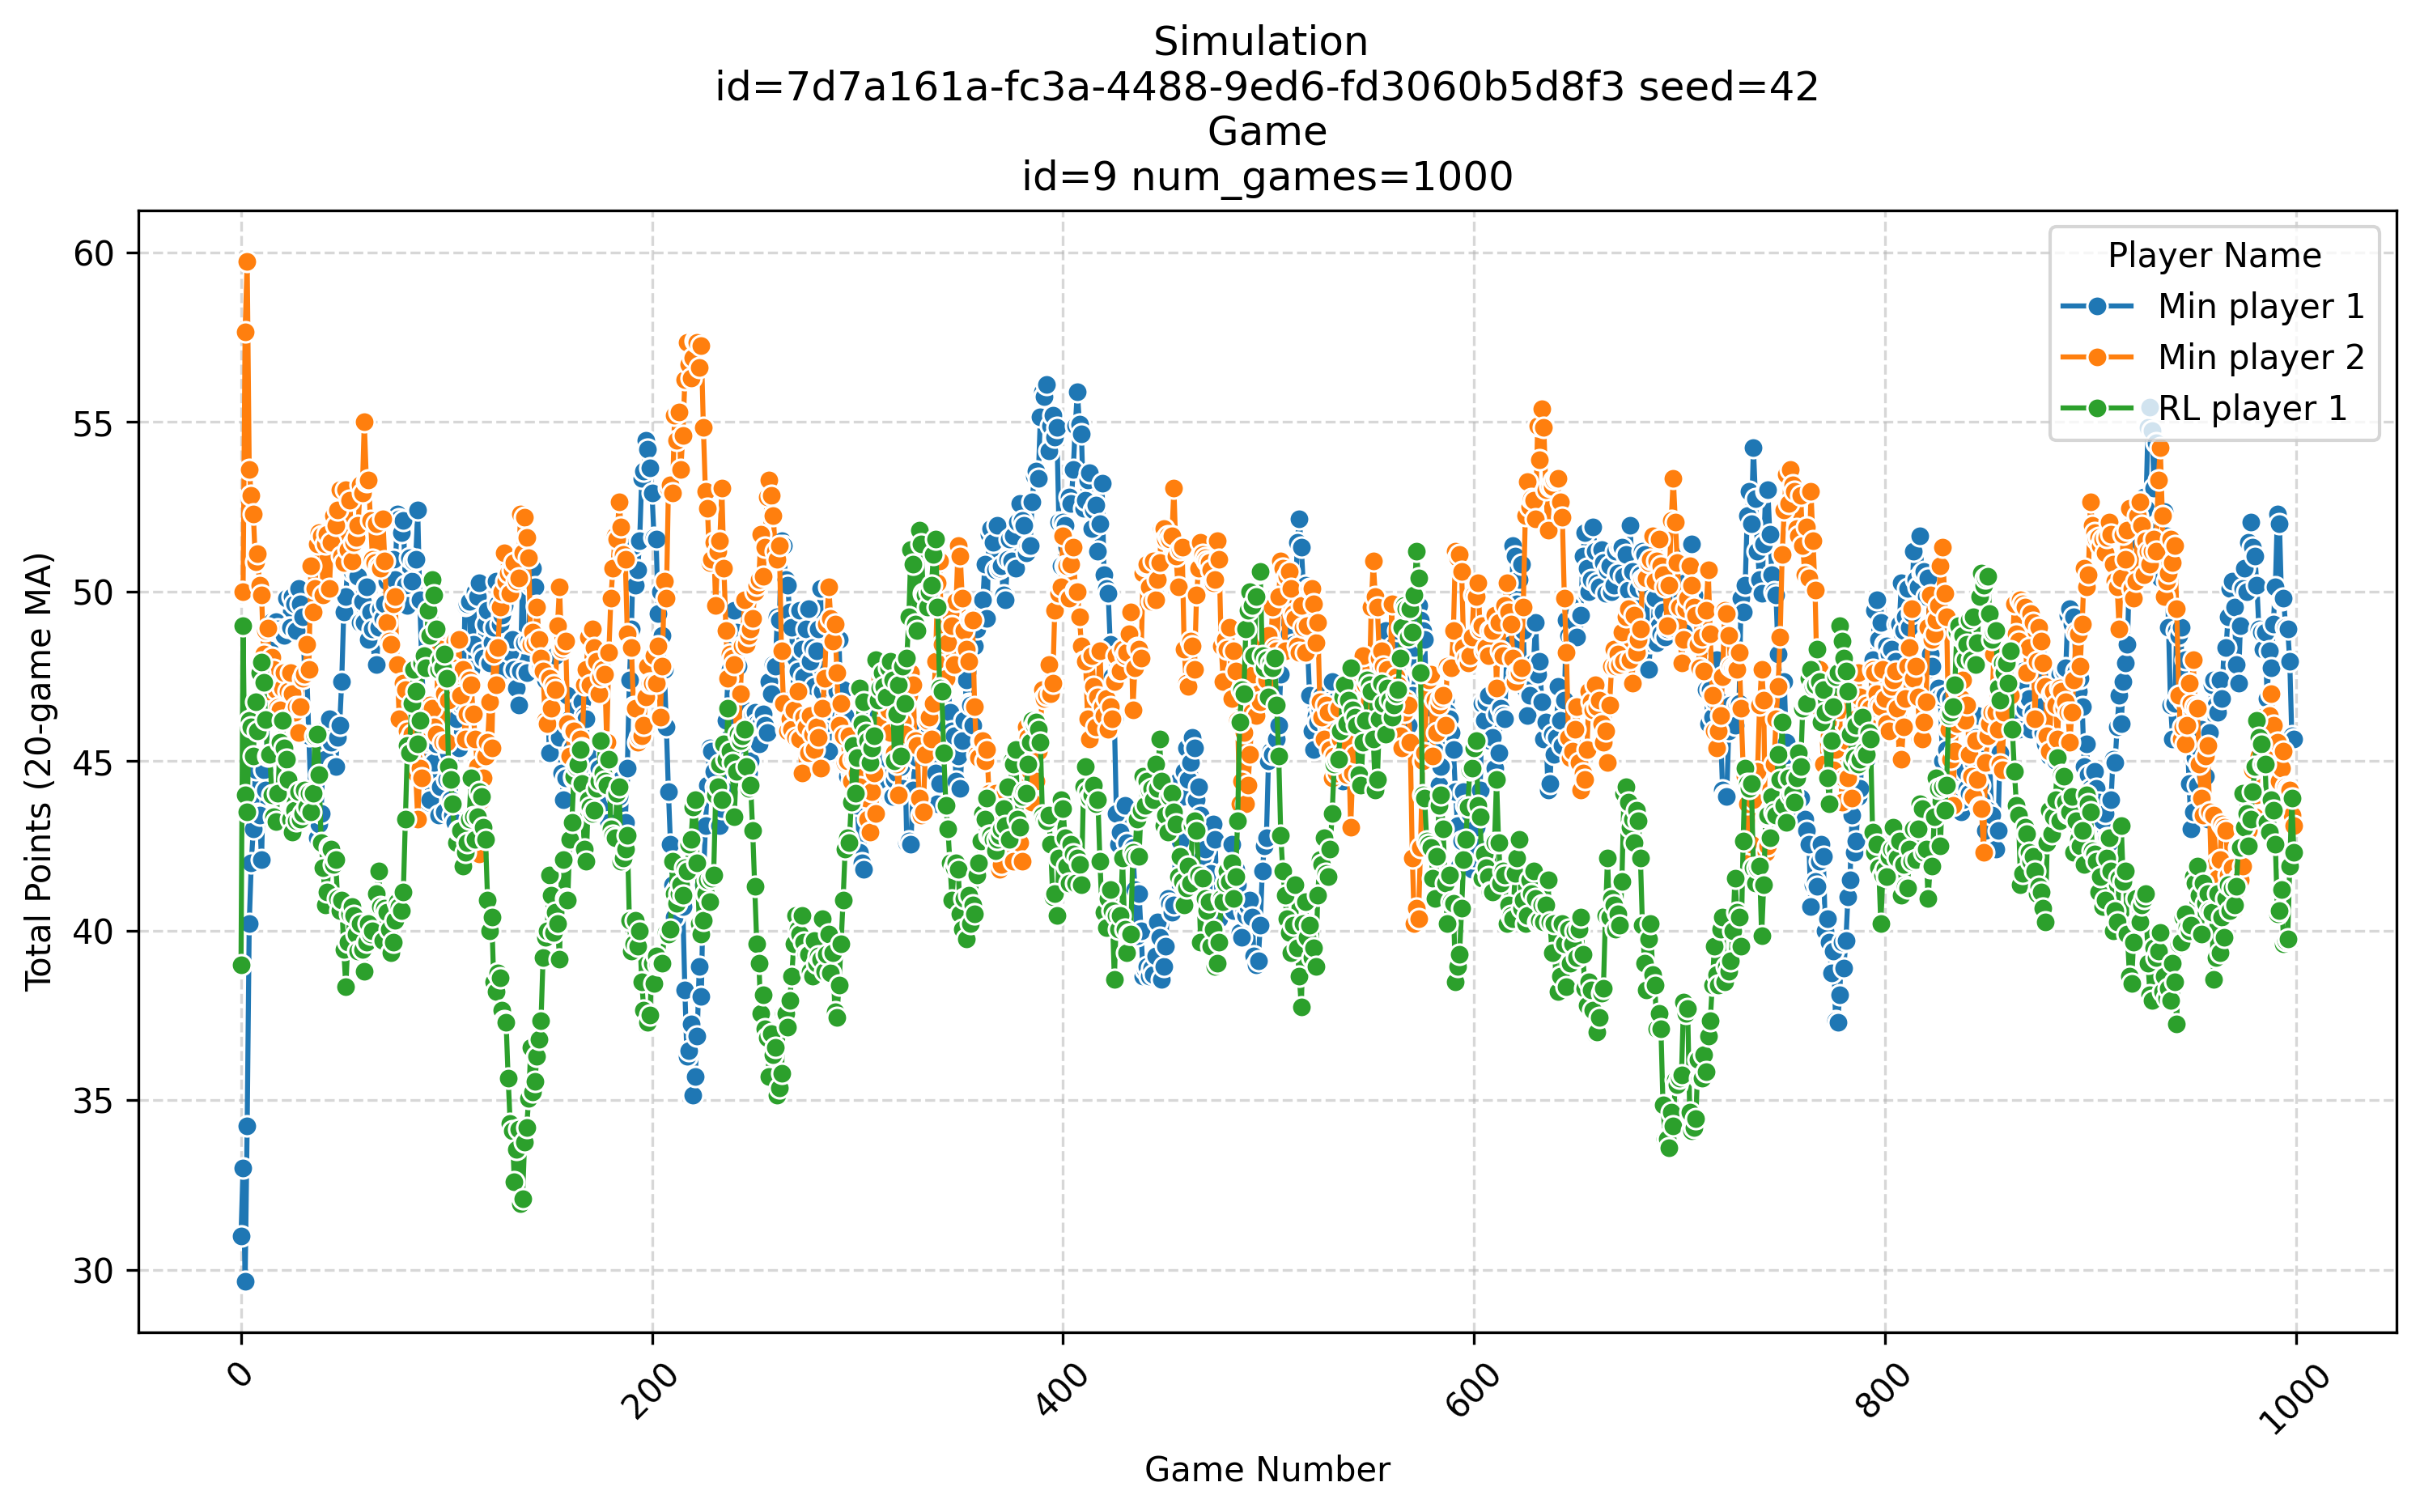 Simulation
id=7d7a161a-fc3a-4488-9ed6-fd3060b5d8f3 seed=42
Game
id=9 num_games=1000
Player Name
Min player 1
Min player 2
RL player 1
Total Points (20-game MA)
60
55
50
45
40
35
30
0
200
400
600
800
1000
Game Number